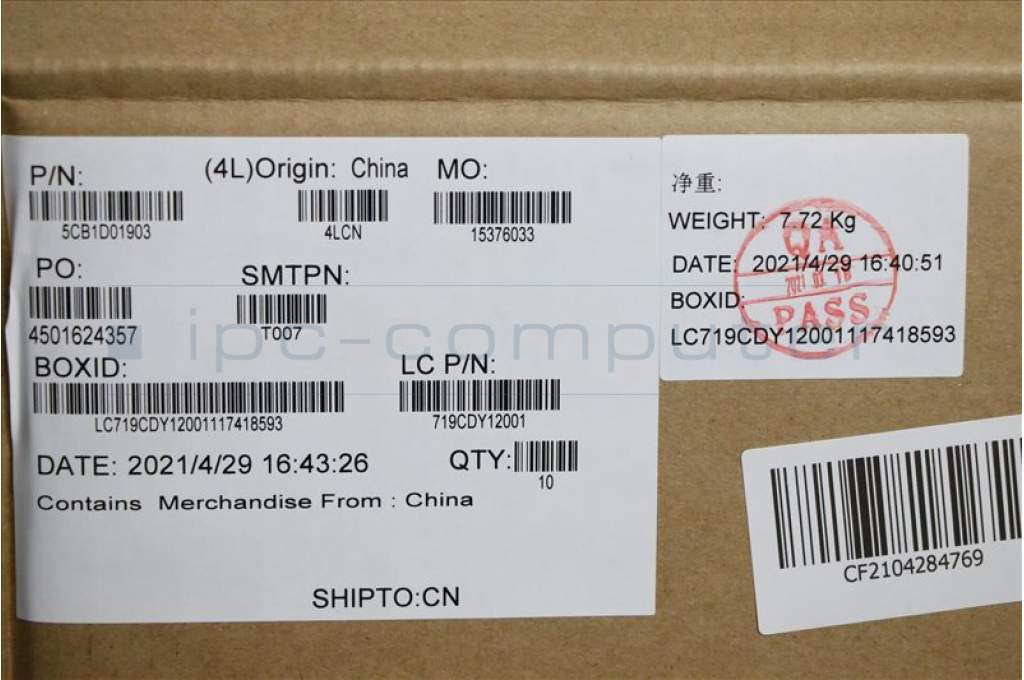 P/N:
5CB1D01903
(4L)Origin: China
4LCN
MO:
15376033
PO:
4501624357
SMTPN:
T007
BOXID:
LC719CDY12001117418593
LC P/N:
719CDY12001
DATE: 2021/4/29 16:43:26
QTY:
10
Contains Merchandise From : China
SHIPTO:CN
净重:
WEIGHT: 7.72 Kg
DATE: 2021/4/29 16:40:51
BOXID:
LC719CDY12001117418593
QA
PASS
CF2104284769
ipc-computer